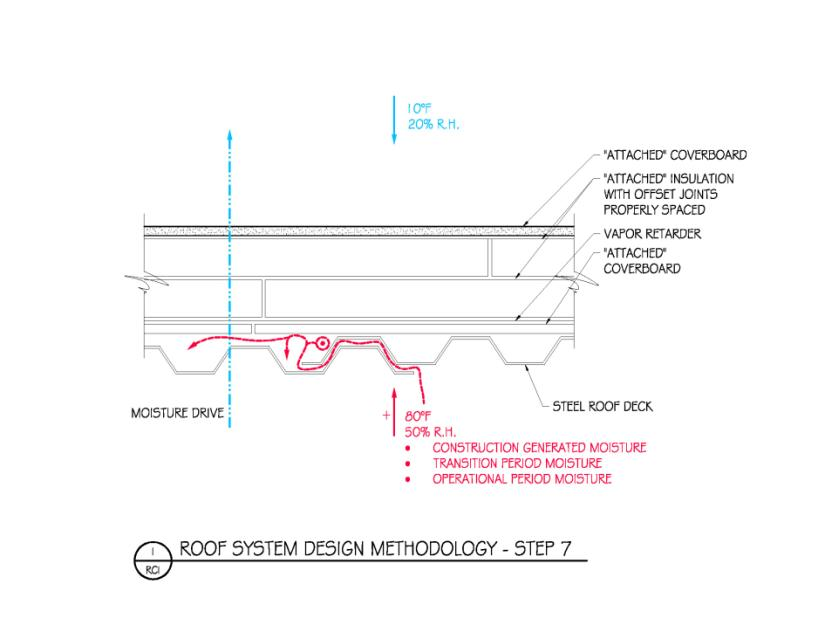 10°F
20% R.H.
"ATTACHED" COVERBOARD
"ATTACHED" INSULATION
WITH OFFSET JOINTS
PROPERLY SPACED
VAPOR RETARDER
"ATTACHED"
COVERBOARD
STEEL ROOF DECK
MOISTURE DRIVE
+ 80°F
50% R.H.
• CONSTRUCTION GENERATED MOISTURE
• TRANSITION PERIOD MOISTURE
• OPERATIONAL PERIOD MOISTURE
1
RCI
ROOF SYSTEM DESIGN METHODOLOGY - STEP 7